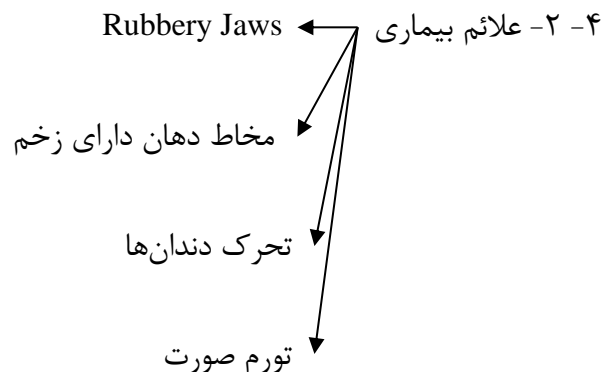 ۴- ۲- علائم بیماری Rubbery Jaws
مخاط دهان دارای زخم
تحرک دندان‌ها
تورم صورت